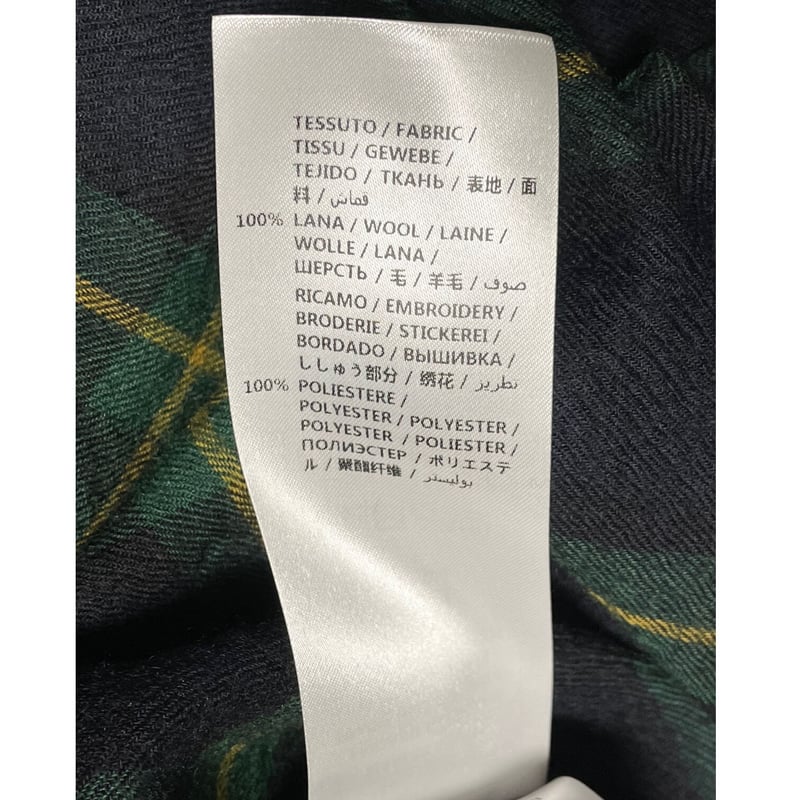 TESSUTO / FABRIC /
TISSU / GEWEBE /
TEJIDO / ТКАНЬ / 表地 / 面
料 / قماش
100% LANA / WOOL / LAINE /
WOLLE / LANA /
ШЕРСТЬ / 毛 / 羊毛 / صوف
RICAMO / EMBROIDERY /
BRODERIE / STICKEREI /
BORDADO / ВЫШИВКА /
ししゅう部分 / 绣花 / تطريز
100% POLIESTERE /
POLYESTER / POLYESTER /
POLYESTER / POLIESTER /
ПОЛИЭСТЕР / ポリエステ
ル / 聚酯纤维 / بوليستر